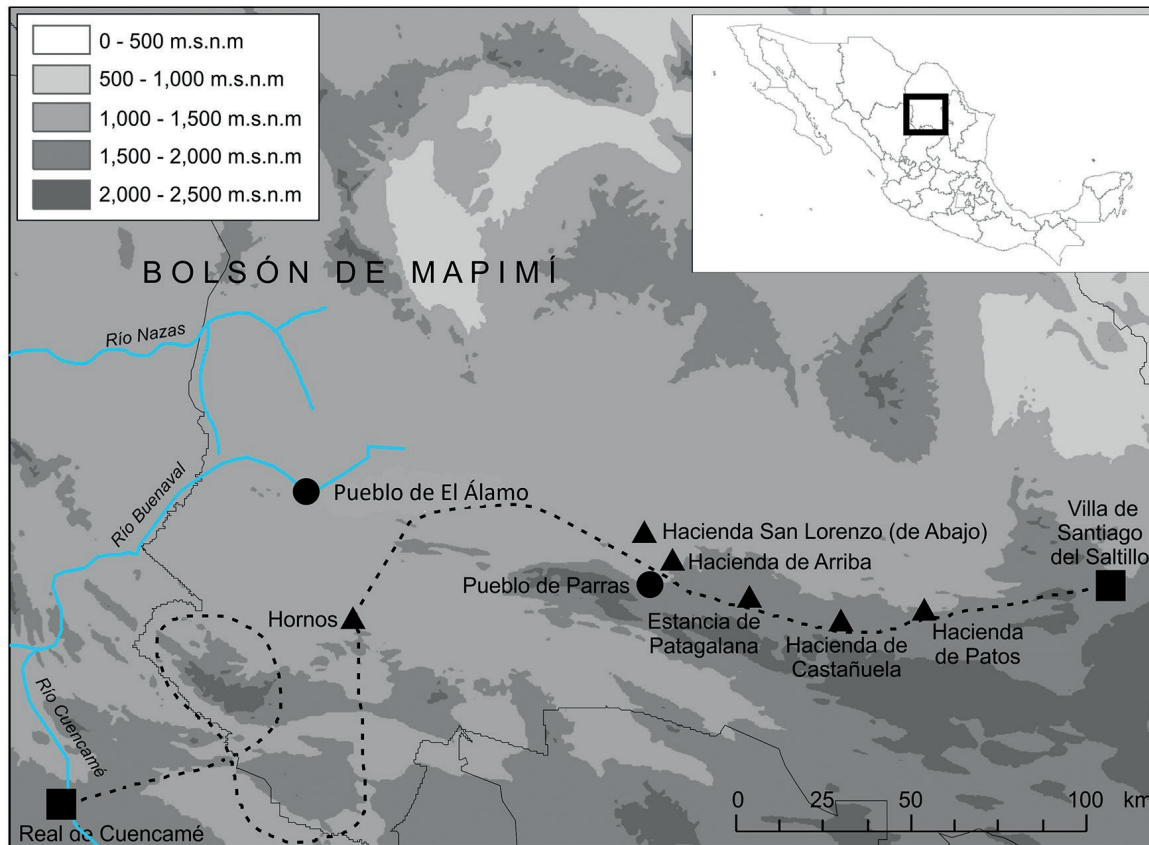 0 - 500 m.s.n.m
500 - 1,000 m.s.n.m
1,000 - 1,500 m.s.n.m
1,500 - 2,000 m.s.n.m
2,000 - 2,500 m.s.n.m
BOLSÓN DE MAPIMÍ
Río Nazas
Río Buenaval
Pueblo de El Álamo
Hacienda San Lorenzo (de Abajo)
Hacienda de Arriba
Villa de
Santiago
del Saltillo
Pueblo de Parras
Hornos
Estancia de
Patagalana
Hacienda de
Castañuela
Hacienda
de Patos
Río Cuencamé
Real de Cuencamé
0 25 50 100 km